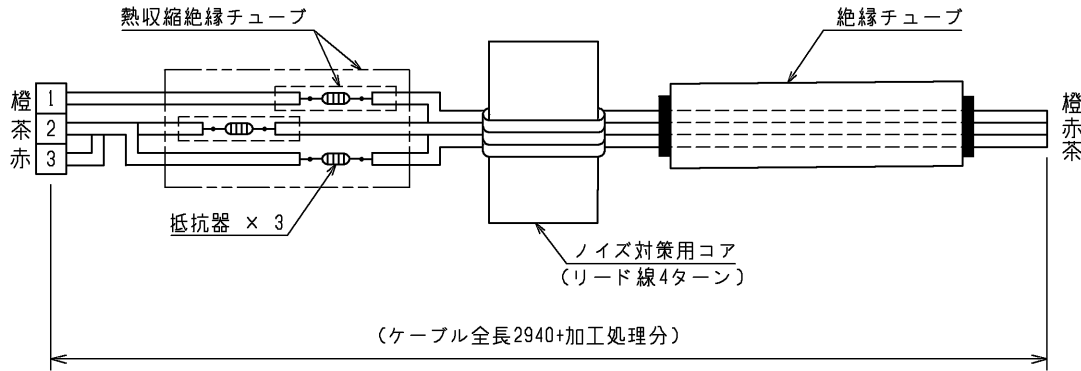 熱収縮絶縁チューブ
絶縁チューブ
橙 1
茶 2
赤 3
橙
赤
茶
抵抗器 × 3
ノイズ対策用コア
(リード線4ターン)
(ケーブル全長2940+加工処理分)